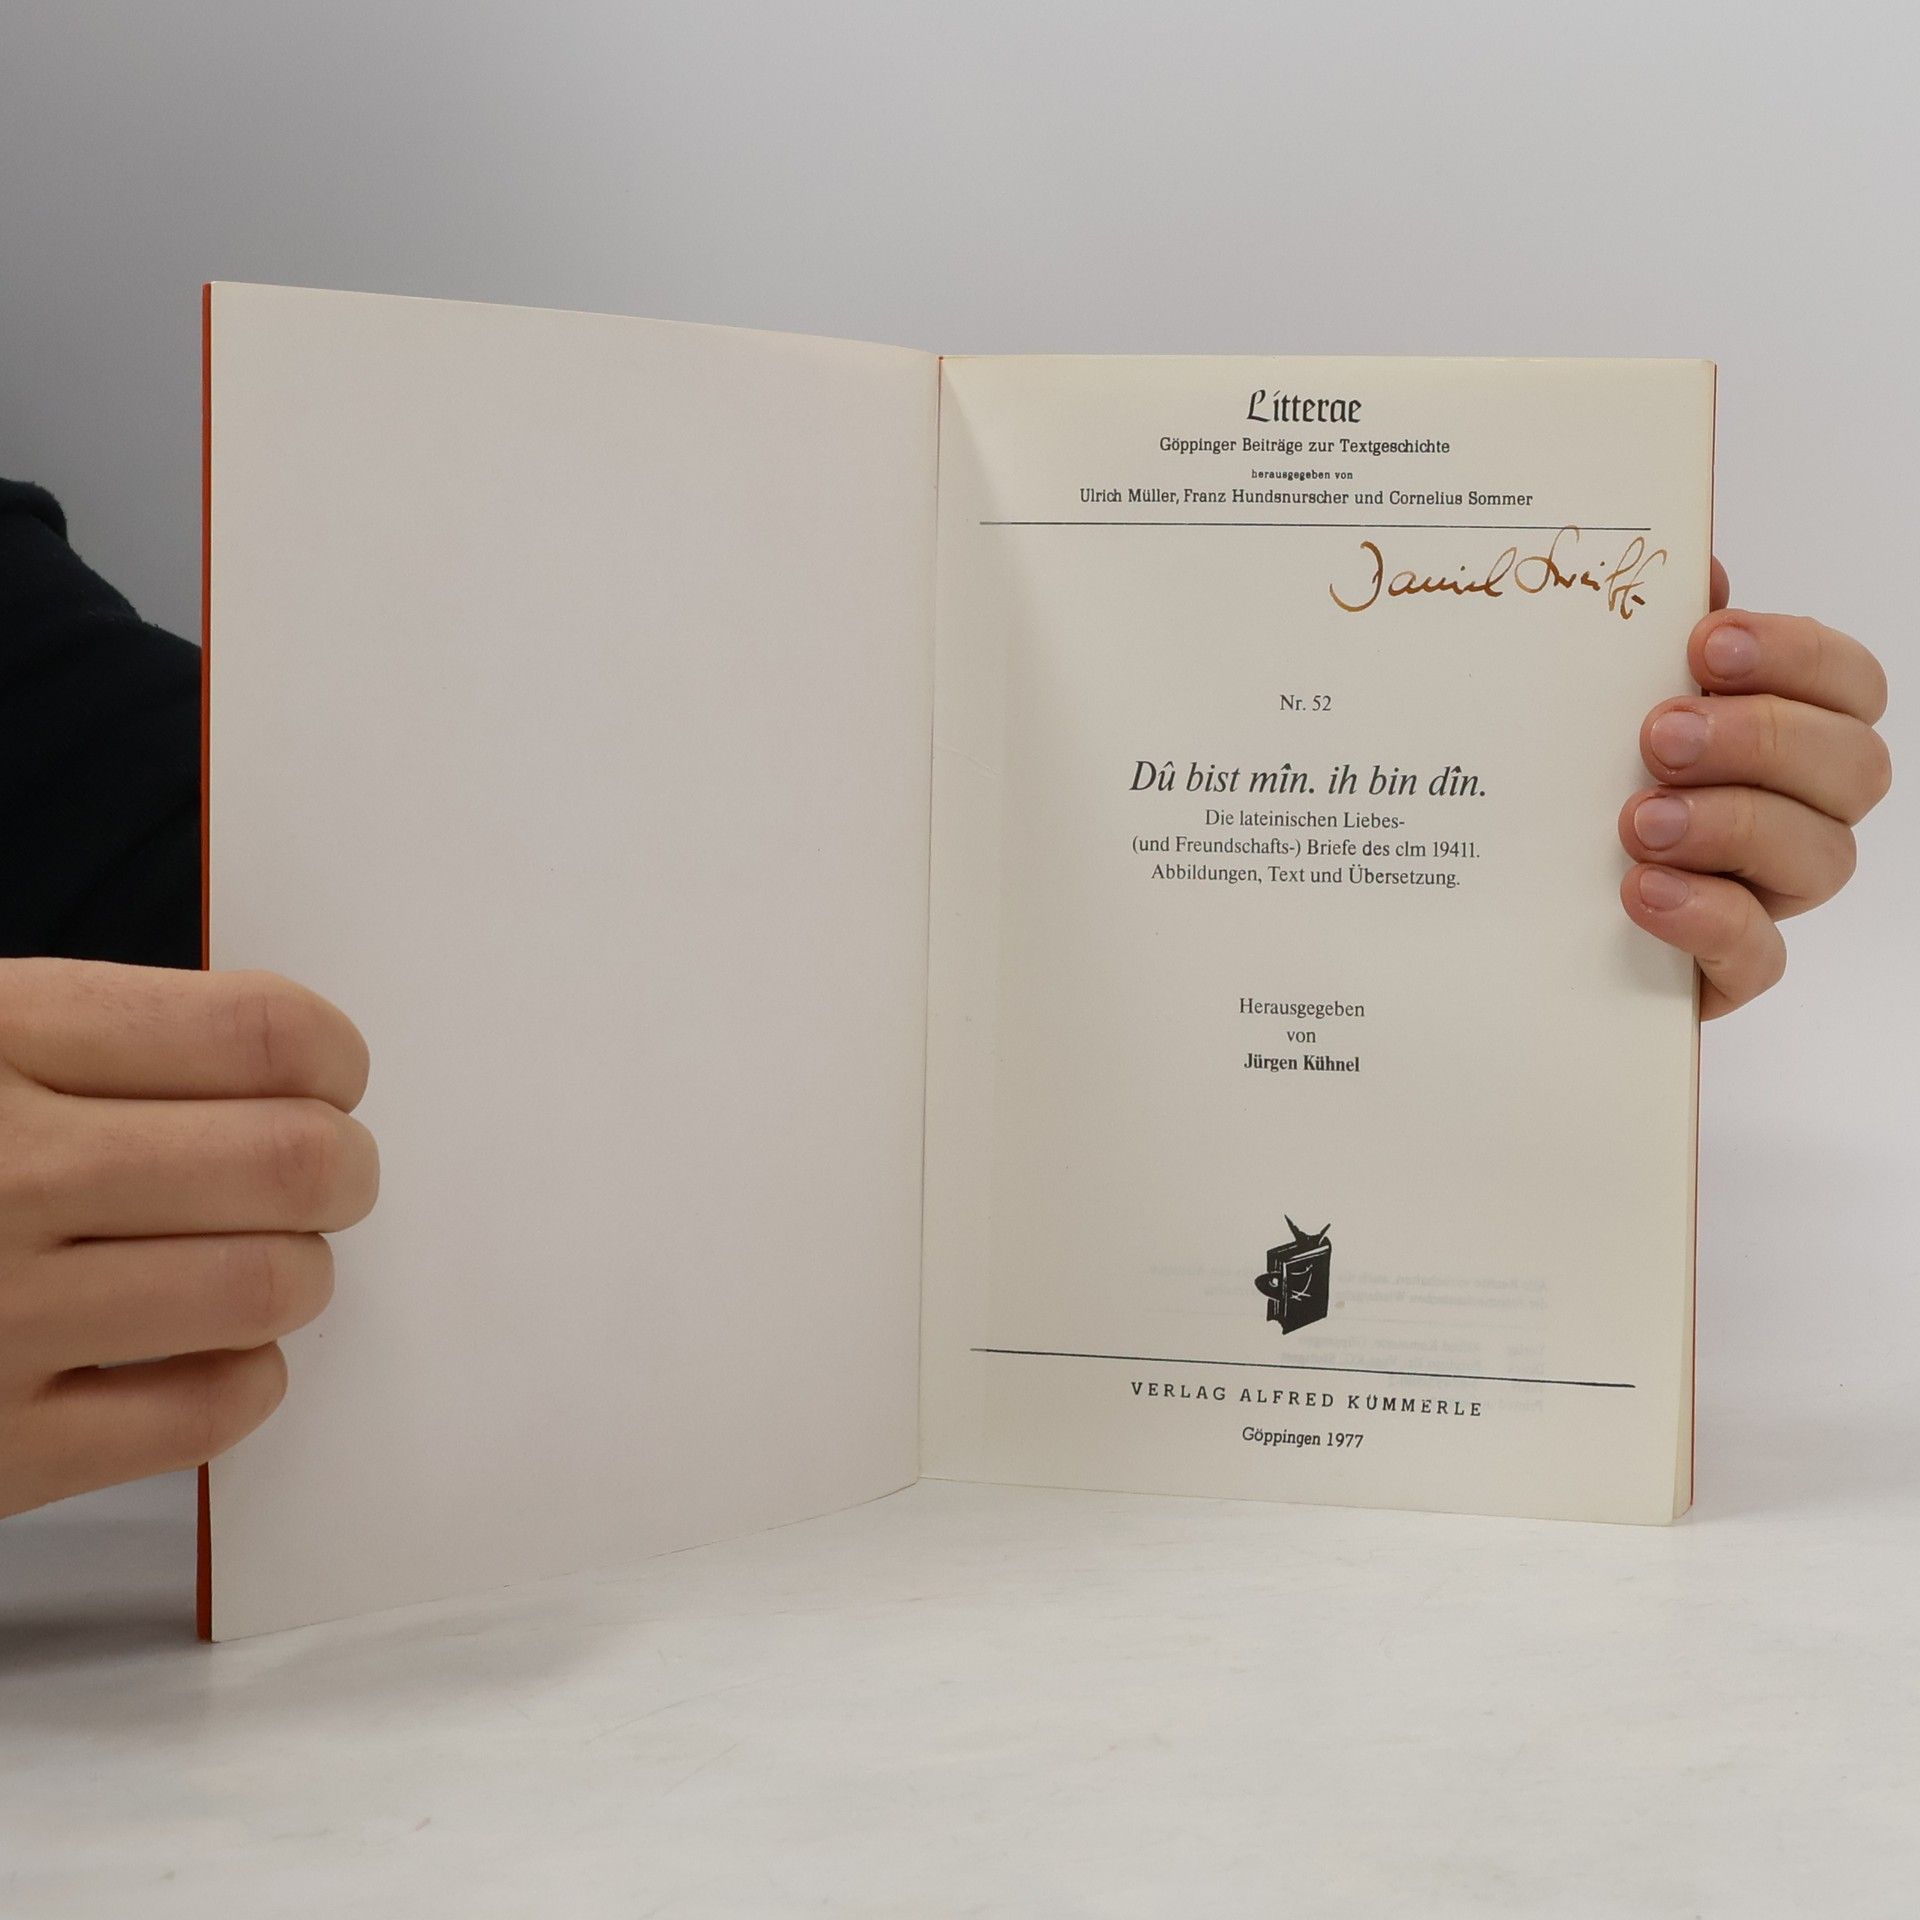 Litterae
Göppinger Beiträge zur Textgeschichte
herausgegeben von
Ulrich Müller, Franz Hundsnurscher und Cornelius Sommer
Daniel
Nr. 52
Dû bist mîn. ih bin dîn.
Die lateinischen Liebes-
(und Freundschafts-) Briefe des clm 19411.
Abbildungen, Text und Übersetzung.
Herausgegeben
von
Jürgen Kühnel
VERLAG ALFRED KÜMMERLE
Göppingen 1977